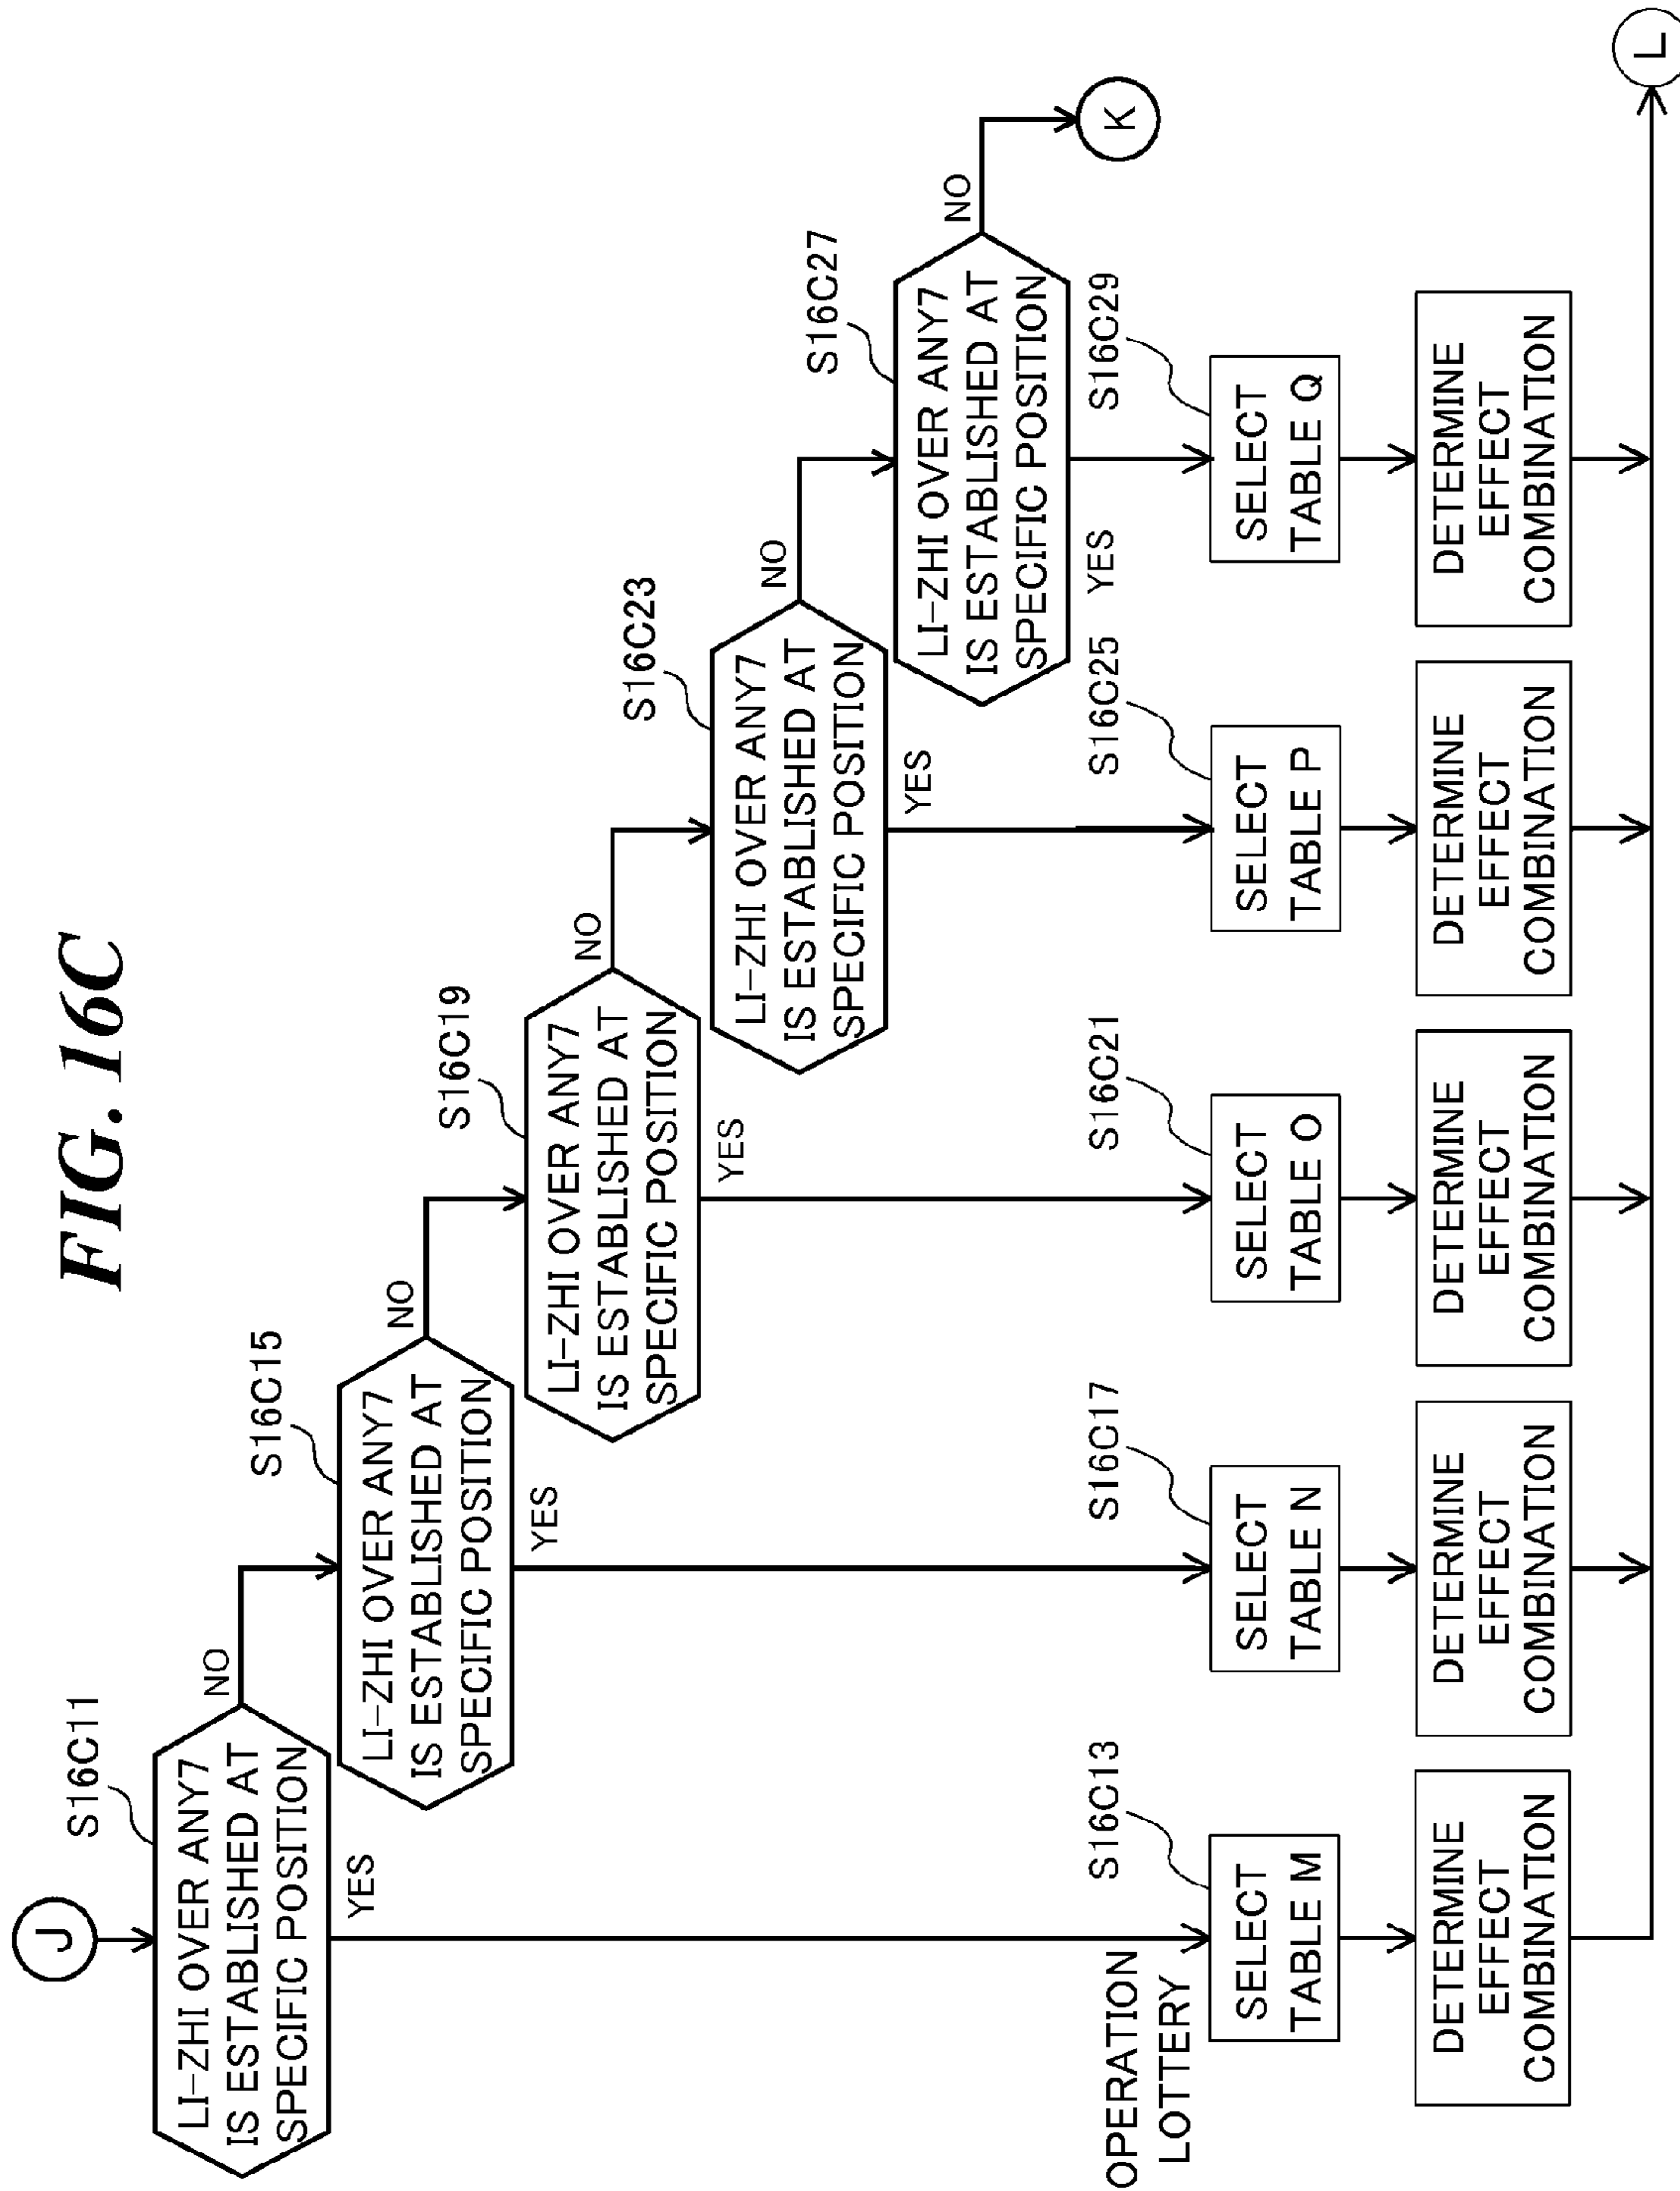 FIG. 16C
J
S16C11
LI-ZHI OVER ANY7
IS ESTABLISHED AT
SPECIFIC POSITION
NO
YES
S16C15
LI-ZHI OVER ANY7
IS ESTABLISHED AT
SPECIFIC POSITION
NO
YES
S16C19
LI-ZHI OVER ANY7
IS ESTABLISHED AT
SPECIFIC POSITION
NO
YES
S16C23
LI-ZHI OVER ANY7
IS ESTABLISHED AT
SPECIFIC POSITION
NO
YES
S16C27
LI-ZHI OVER ANY7
IS ESTABLISHED AT
SPECIFIC POSITION
NO
YES
K
OPERATION
LOTTERY
S16C13
SELECT
TABLE M
S16C17
SELECT
TABLE N
S16C21
SELECT
TABLE O
S16C25
SELECT
TABLE P
S16C29
SELECT
TABLE Q
DETERMINE
EFFECT
COMBINATION
DETERMINE
EFFECT
COMBINATION
DETERMINE
EFFECT
COMBINATION
DETERMINE
EFFECT
COMBINATION
DETERMINE
EFFECT
COMBINATION
L